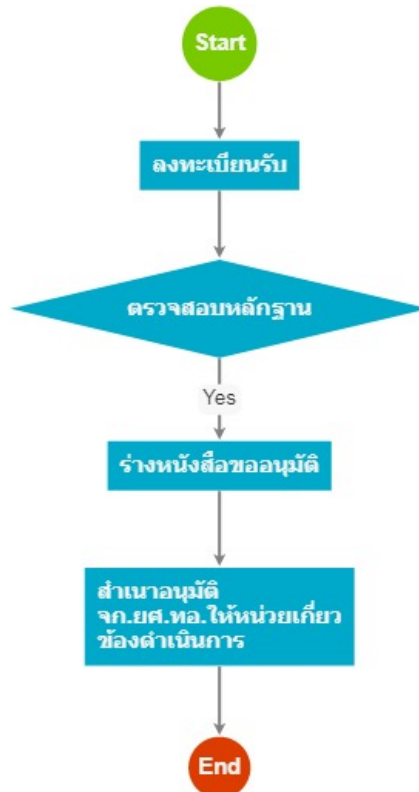 Start
ลงทะเบียนรับ
ตรวจสอบหลักฐาน
Yes
ร่างหนังสือขออนุมัติ
สำเนาอนุมัติ
จก.ยศ.ทอ.ให้หน่วยเกี่ยว
ข้องดำเนินการ
End